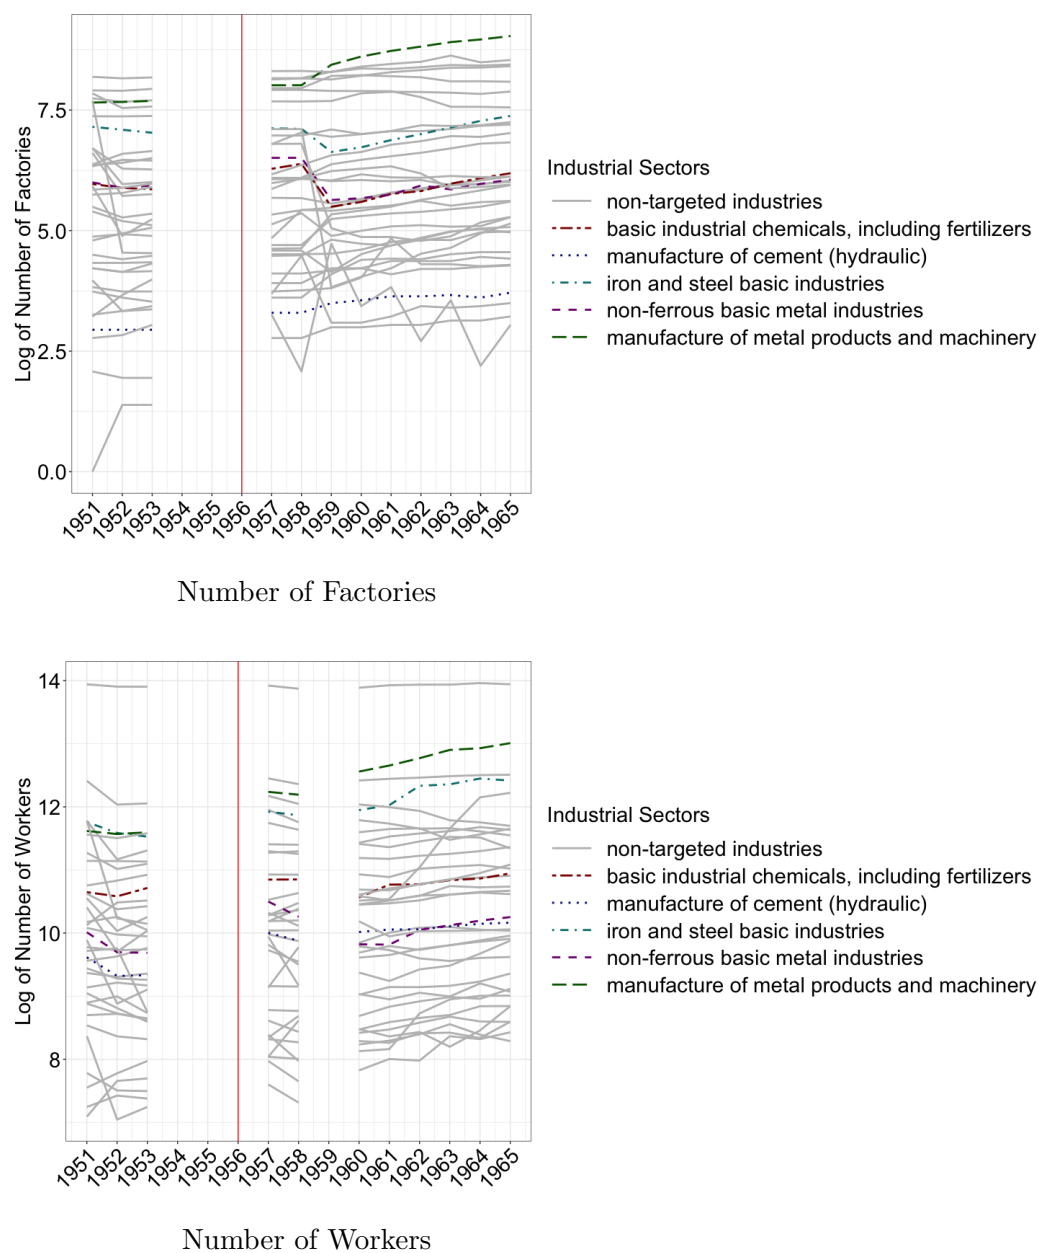 Log of Number of Factories
7.5
5.0
2.5
0.0
1951 1952 1953 1954 1955 1956 1957 1958 1959 1960 1961 1962 1963 1964 1965
Industrial Sectors
non-targeted industries
basic industrial chemicals, including fertilizers
manufacture of cement (hydraulic)
iron and steel basic industries
non-ferrous basic metal industries
manufacture of metal products and machinery
Number of Factories
Log of Number of Workers
14
12
10
8
1951 1952 1953 1954 1955 1956 1957 1958 1959 1960 1961 1962 1963 1964 1965
Industrial Sectors
non-targeted industries
basic industrial chemicals, including fertilizers
manufacture of cement (hydraulic)
iron and steel basic industries
non-ferrous basic metal industries
manufacture of metal products and machinery
Number of Workers